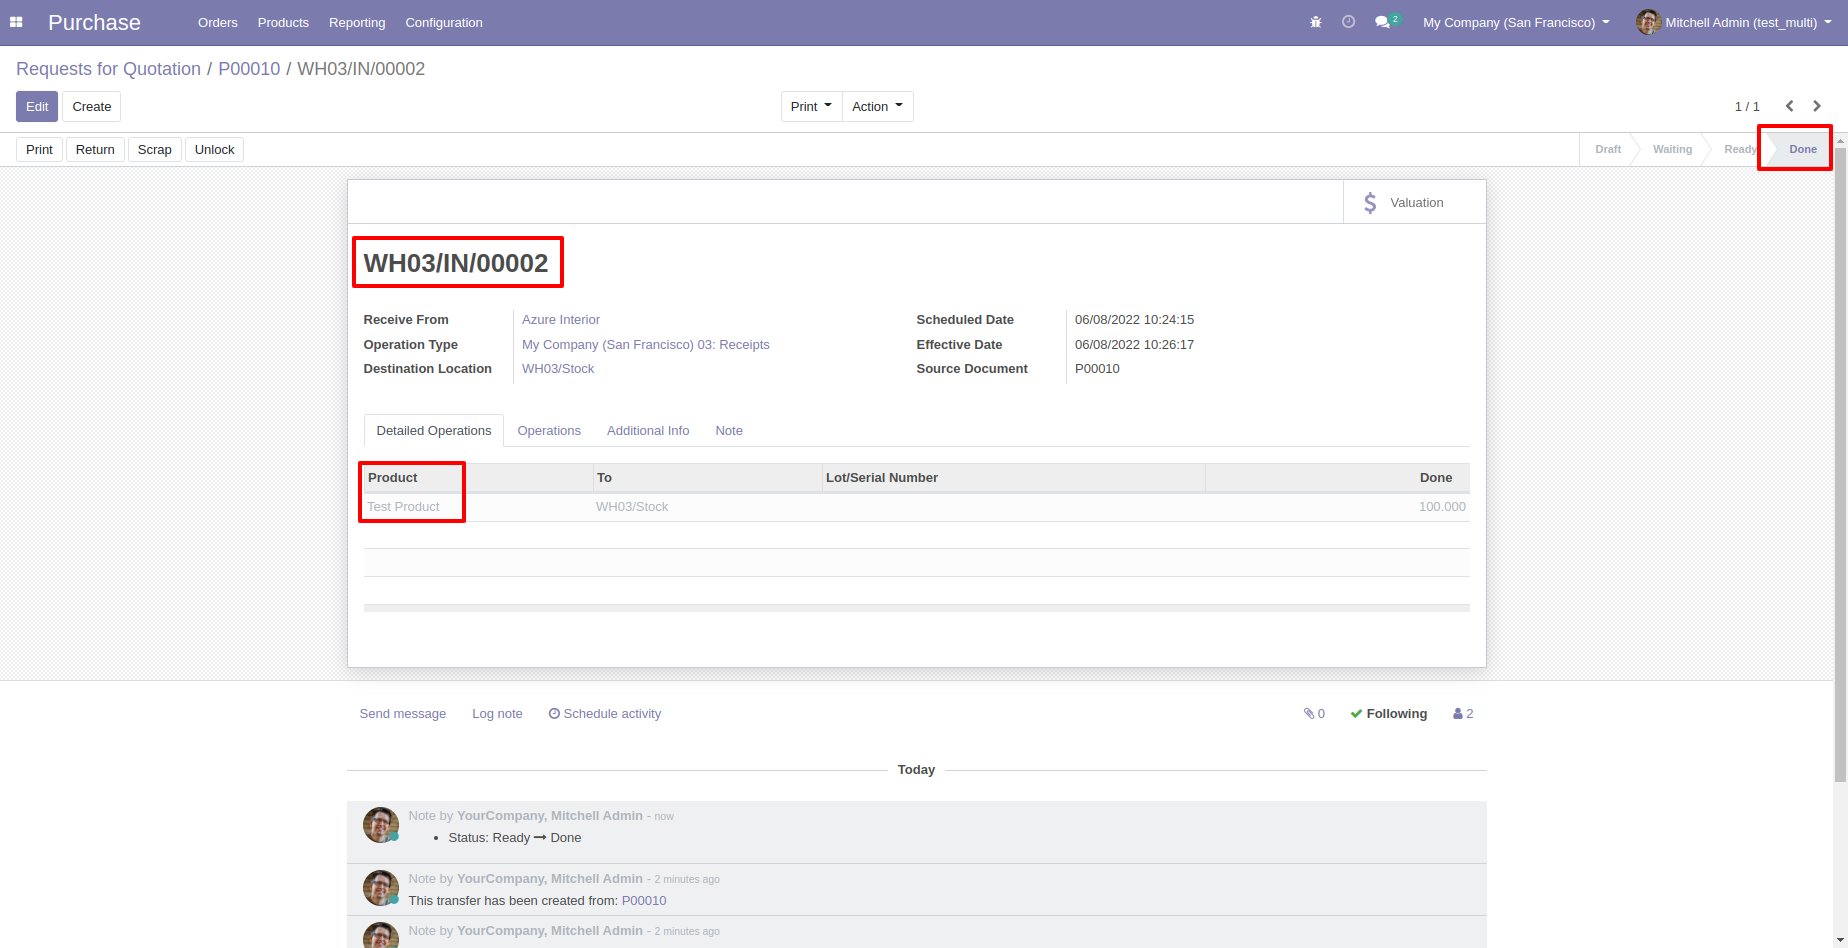 Purchase Orders Products Reporting Configuration 2 My Company (San Francisco) Mitchell Admin (test_multi)
Requests for Quotation / P00010 / WH03/IN/00002
Edit Create Print Action 1 / 1
Print Return Scrap Unlock Draft Waiting Ready Done
$ Valuation
WH03/IN/00002
Receive From Azure Interior Scheduled Date 06/08/2022 10:24:15
Operation Type My Company (San Francisco) 03: Receipts Effective Date 06/08/2022 10:26:17
Destination Location WH03/Stock Source Document P00010
Detailed Operations Operations Additional Info Note
Product To Lot/Serial Number Done
Test Product WH03/Stock 100.000
Send message Log note Schedule activity 0 Following 2
Today
Note by YourCompany, Mitchell Admin - now
• Status: Ready → Done
Note by YourCompany, Mitchell Admin - 2 minutes ago
This transfer has been created from: P00010
Note by YourCompany, Mitchell Admin - 2 minutes ago